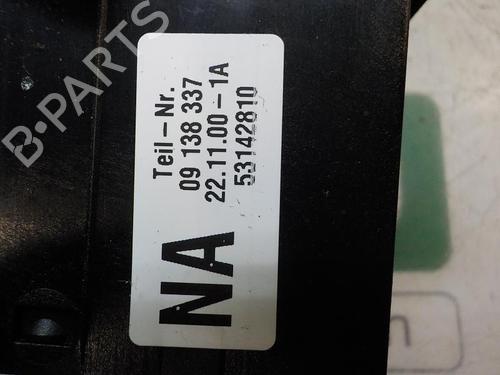 Teil-Nr.
09 138 337
22.11.00-1A
53142810
NA
B-PARTS